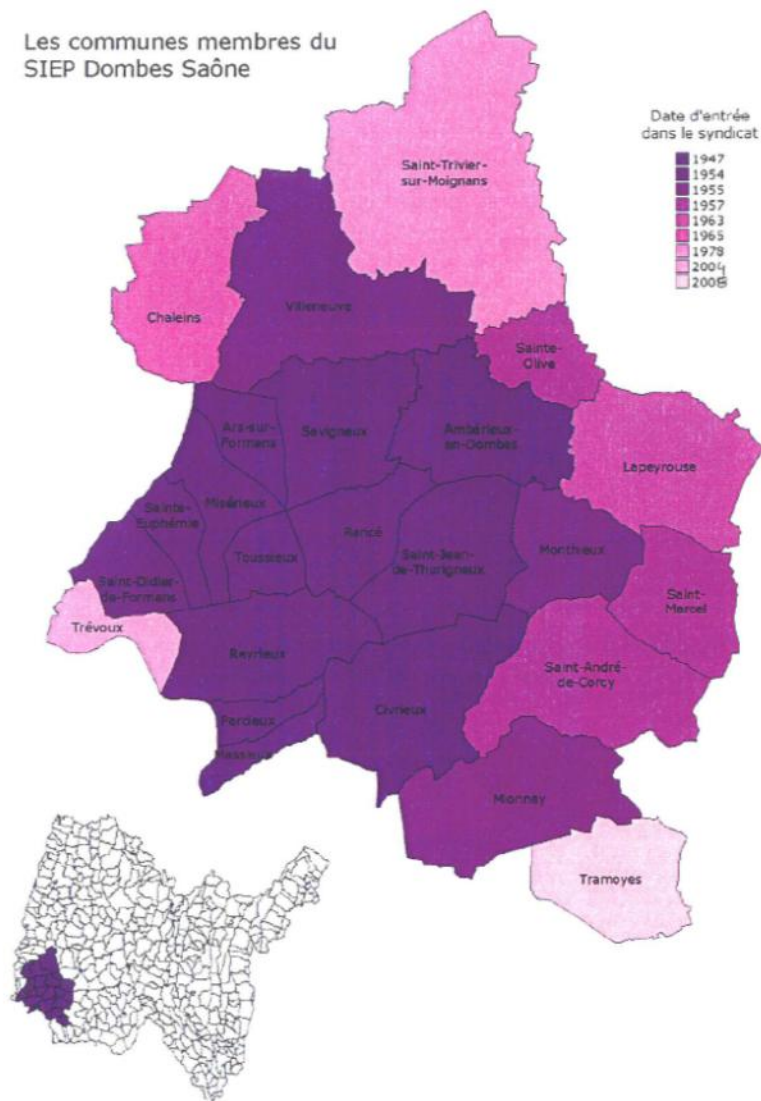 Les communes membres du
SIEP Dombes Saône
Date d'entrée
dans le syndicat
1947
1954
1955
1957
1963
1965
1978
2004
2008
Saint-Trivier-
sur-Moignans
Chaleins
Villeneuve
Sainte-
Olive
Ars-sur-
Formans
Savigneux
Ambérieux-
en-Dombes
Lapeyrouse
Sainte-
Euphémie
Misérieux
Toussieux
Rancé
Saint-Jean-
de-Thurigneux
Monthieux
Saint-Didier-
de-Formans
Saint-
Marcel
Trévoux
Reyrieux
Saint-André-
de-Corcy
Civrieux
Parcieux
Massieux
Mionnay
Tramoyes